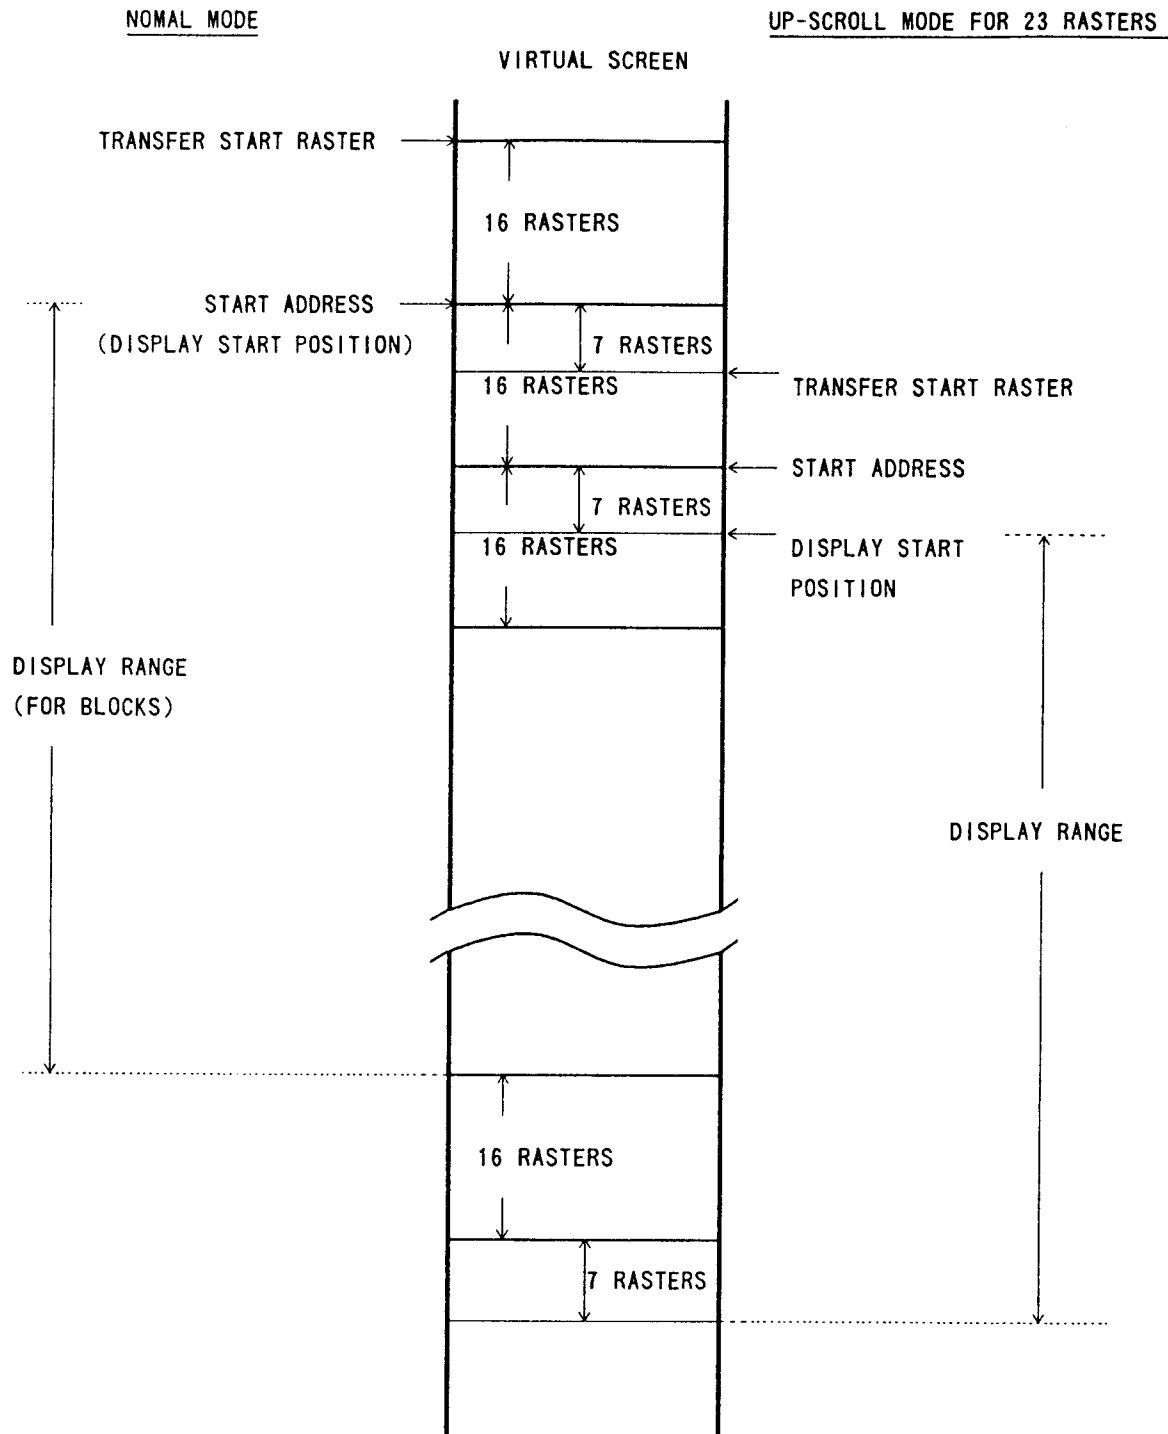 NOMAL MODE
UP-SCROLL MODE FOR 23 RASTERS
VIRTUAL SCREEN
TRANSFER START RASTER
16 RASTERS
START ADDRESS
(DISPLAY START POSITION)
7 RASTERS
16 RASTERS
TRANSFER START RASTER
START ADDRESS
7 RASTERS
16 RASTERS
DISPLAY START
POSITION
DISPLAY RANGE
(FOR BLOCKS)
DISPLAY RANGE
16 RASTERS
7 RASTERS